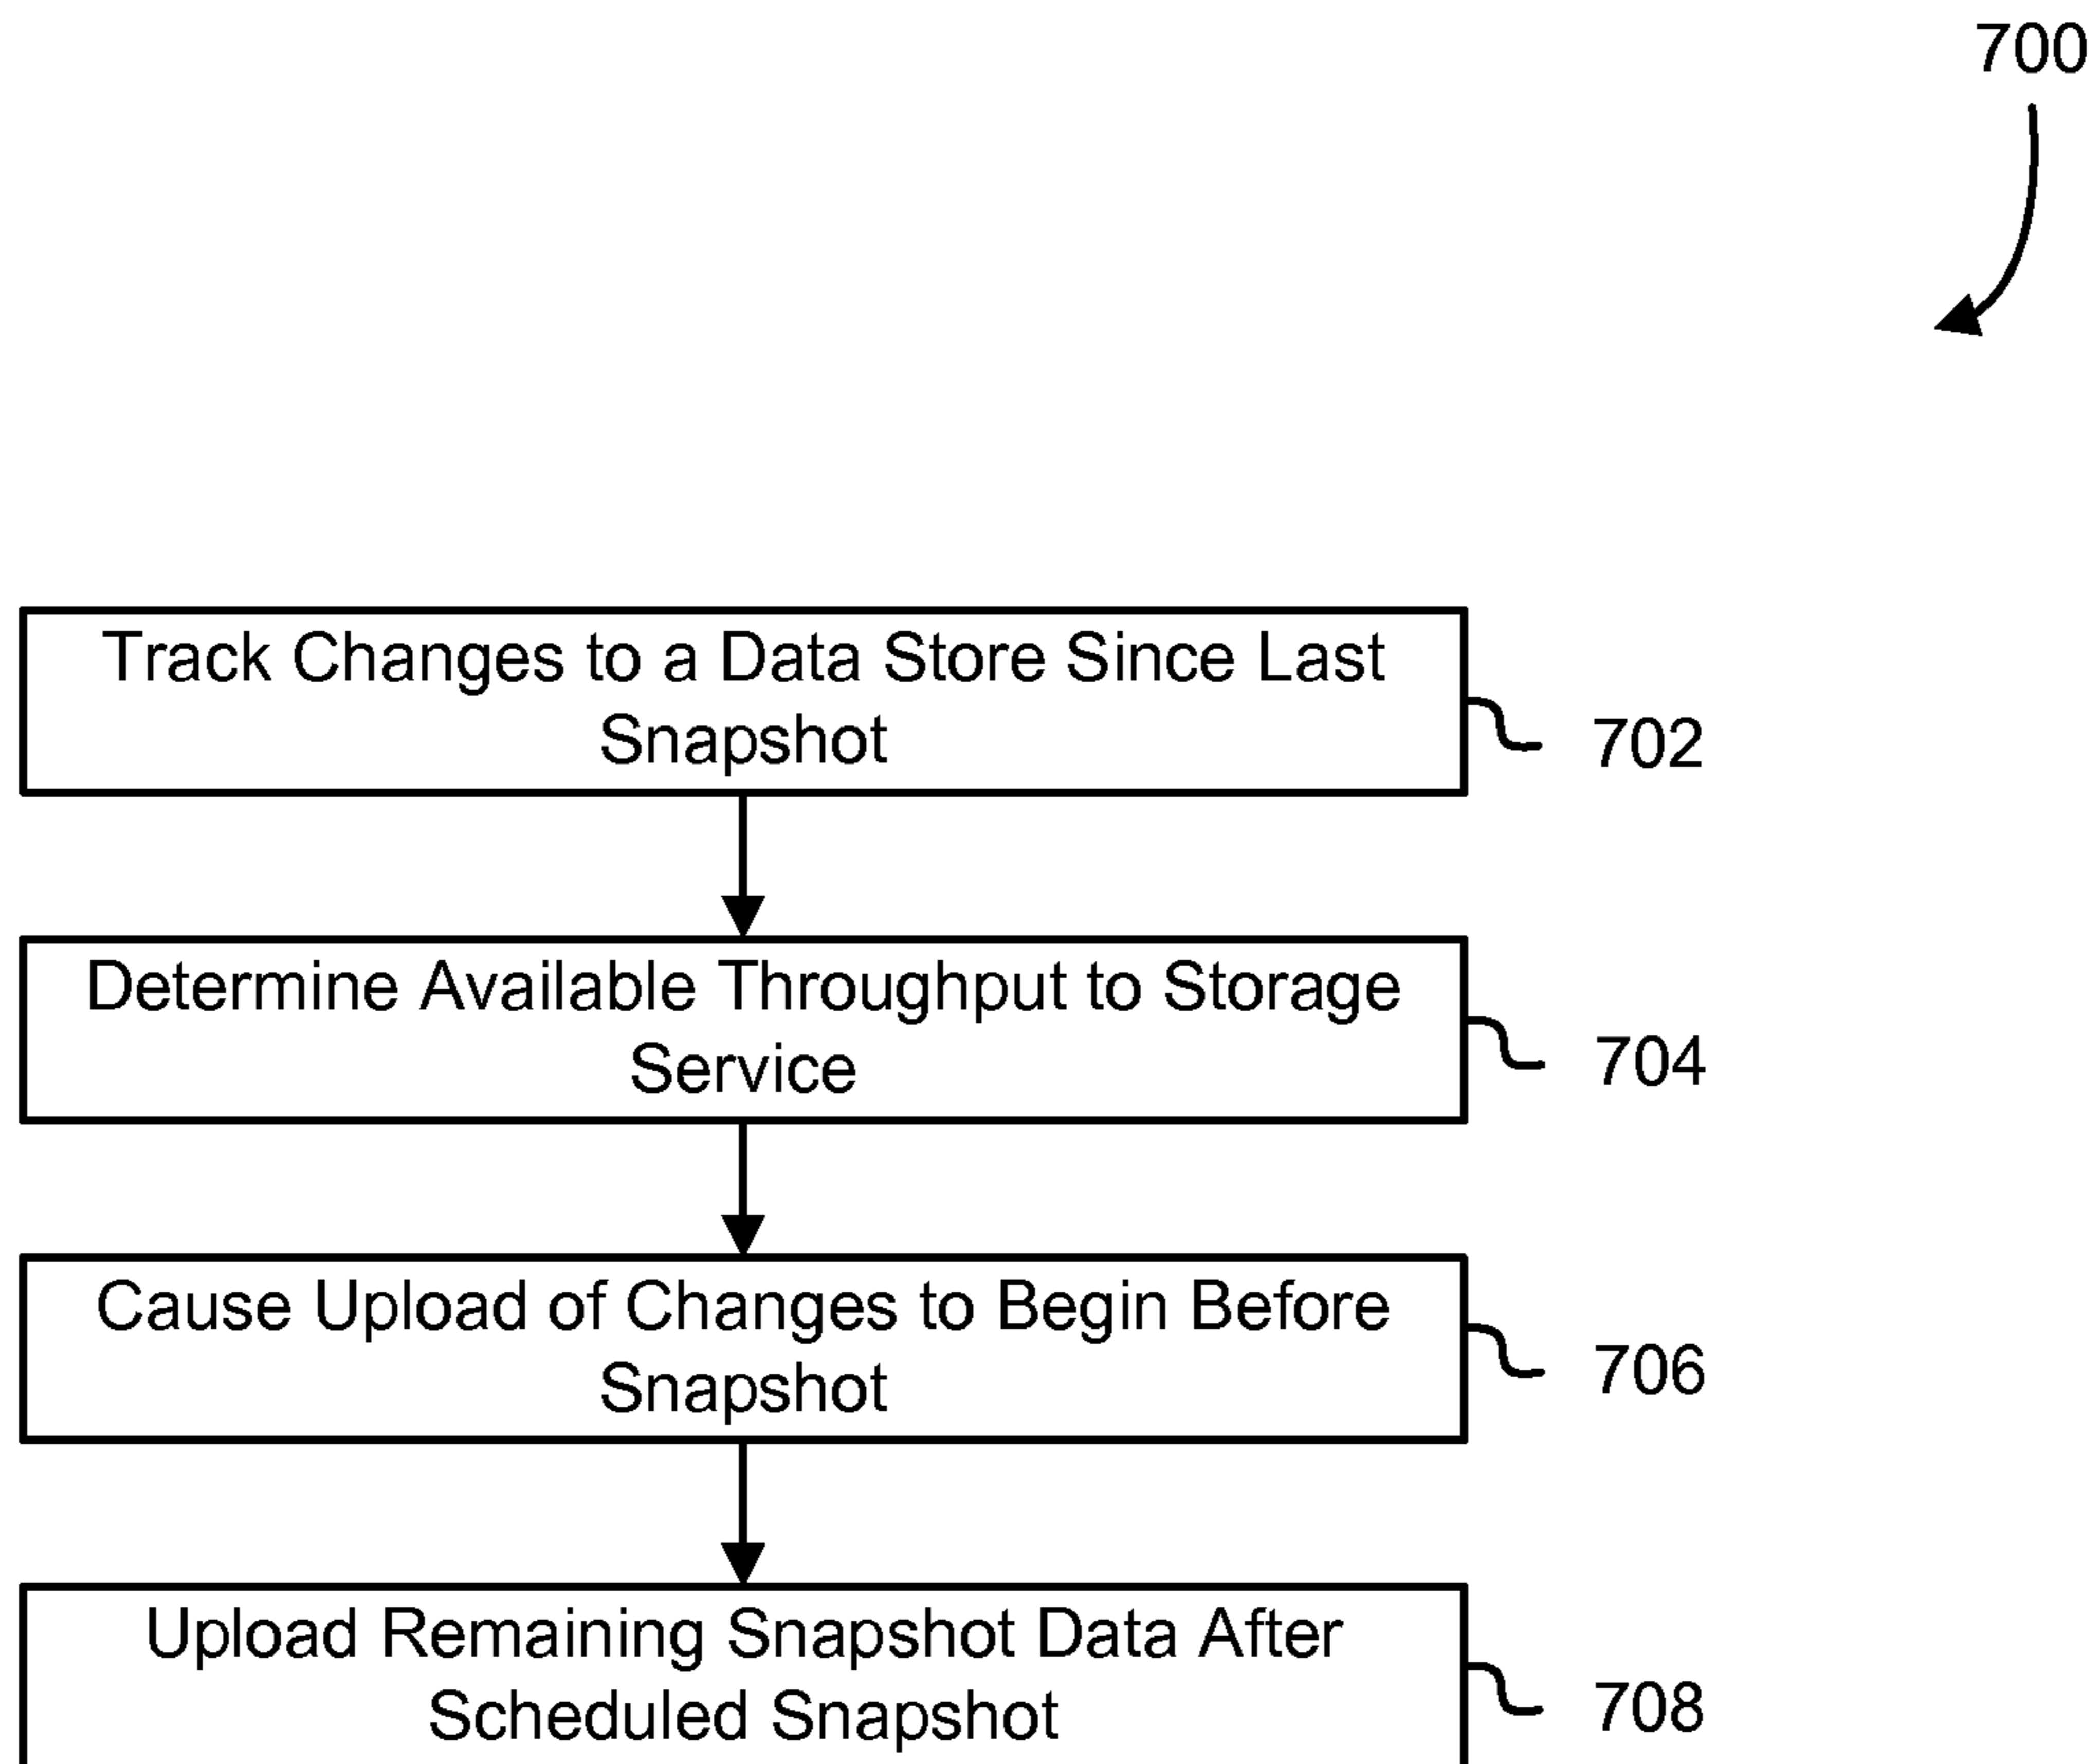 700
Track Changes to a Data Store Since Last
Snapshot
702
Determine Available Throughput to Storage
Service
704
Cause Upload of Changes to Begin Before
Snapshot
706
Upload Remaining Snapshot Data After
Scheduled Snapshot
708